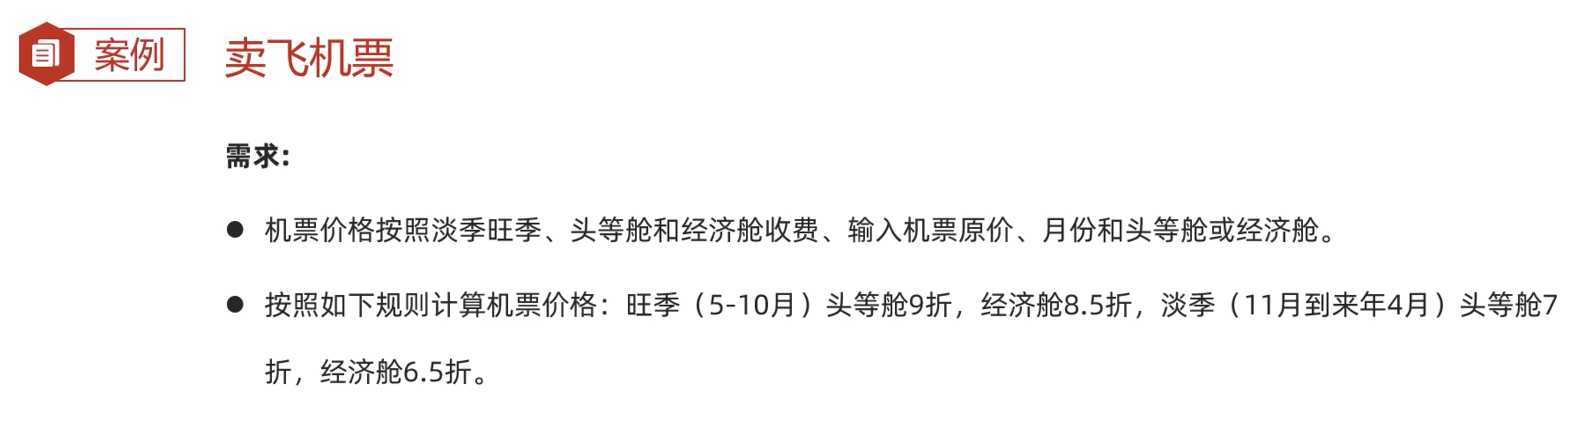 案例 卖飞机票
需求:
● 机票价格按照淡季旺季、头等舱和经济舱收费、输入机票原价、月份和头等舱或经济舱。
● 按照如下规则计算机票价格：旺季（5-10月）头等舱9折，经济舱8.5折，淡季（11月到来年4月）头等舱7
折，经济舱6.5折。